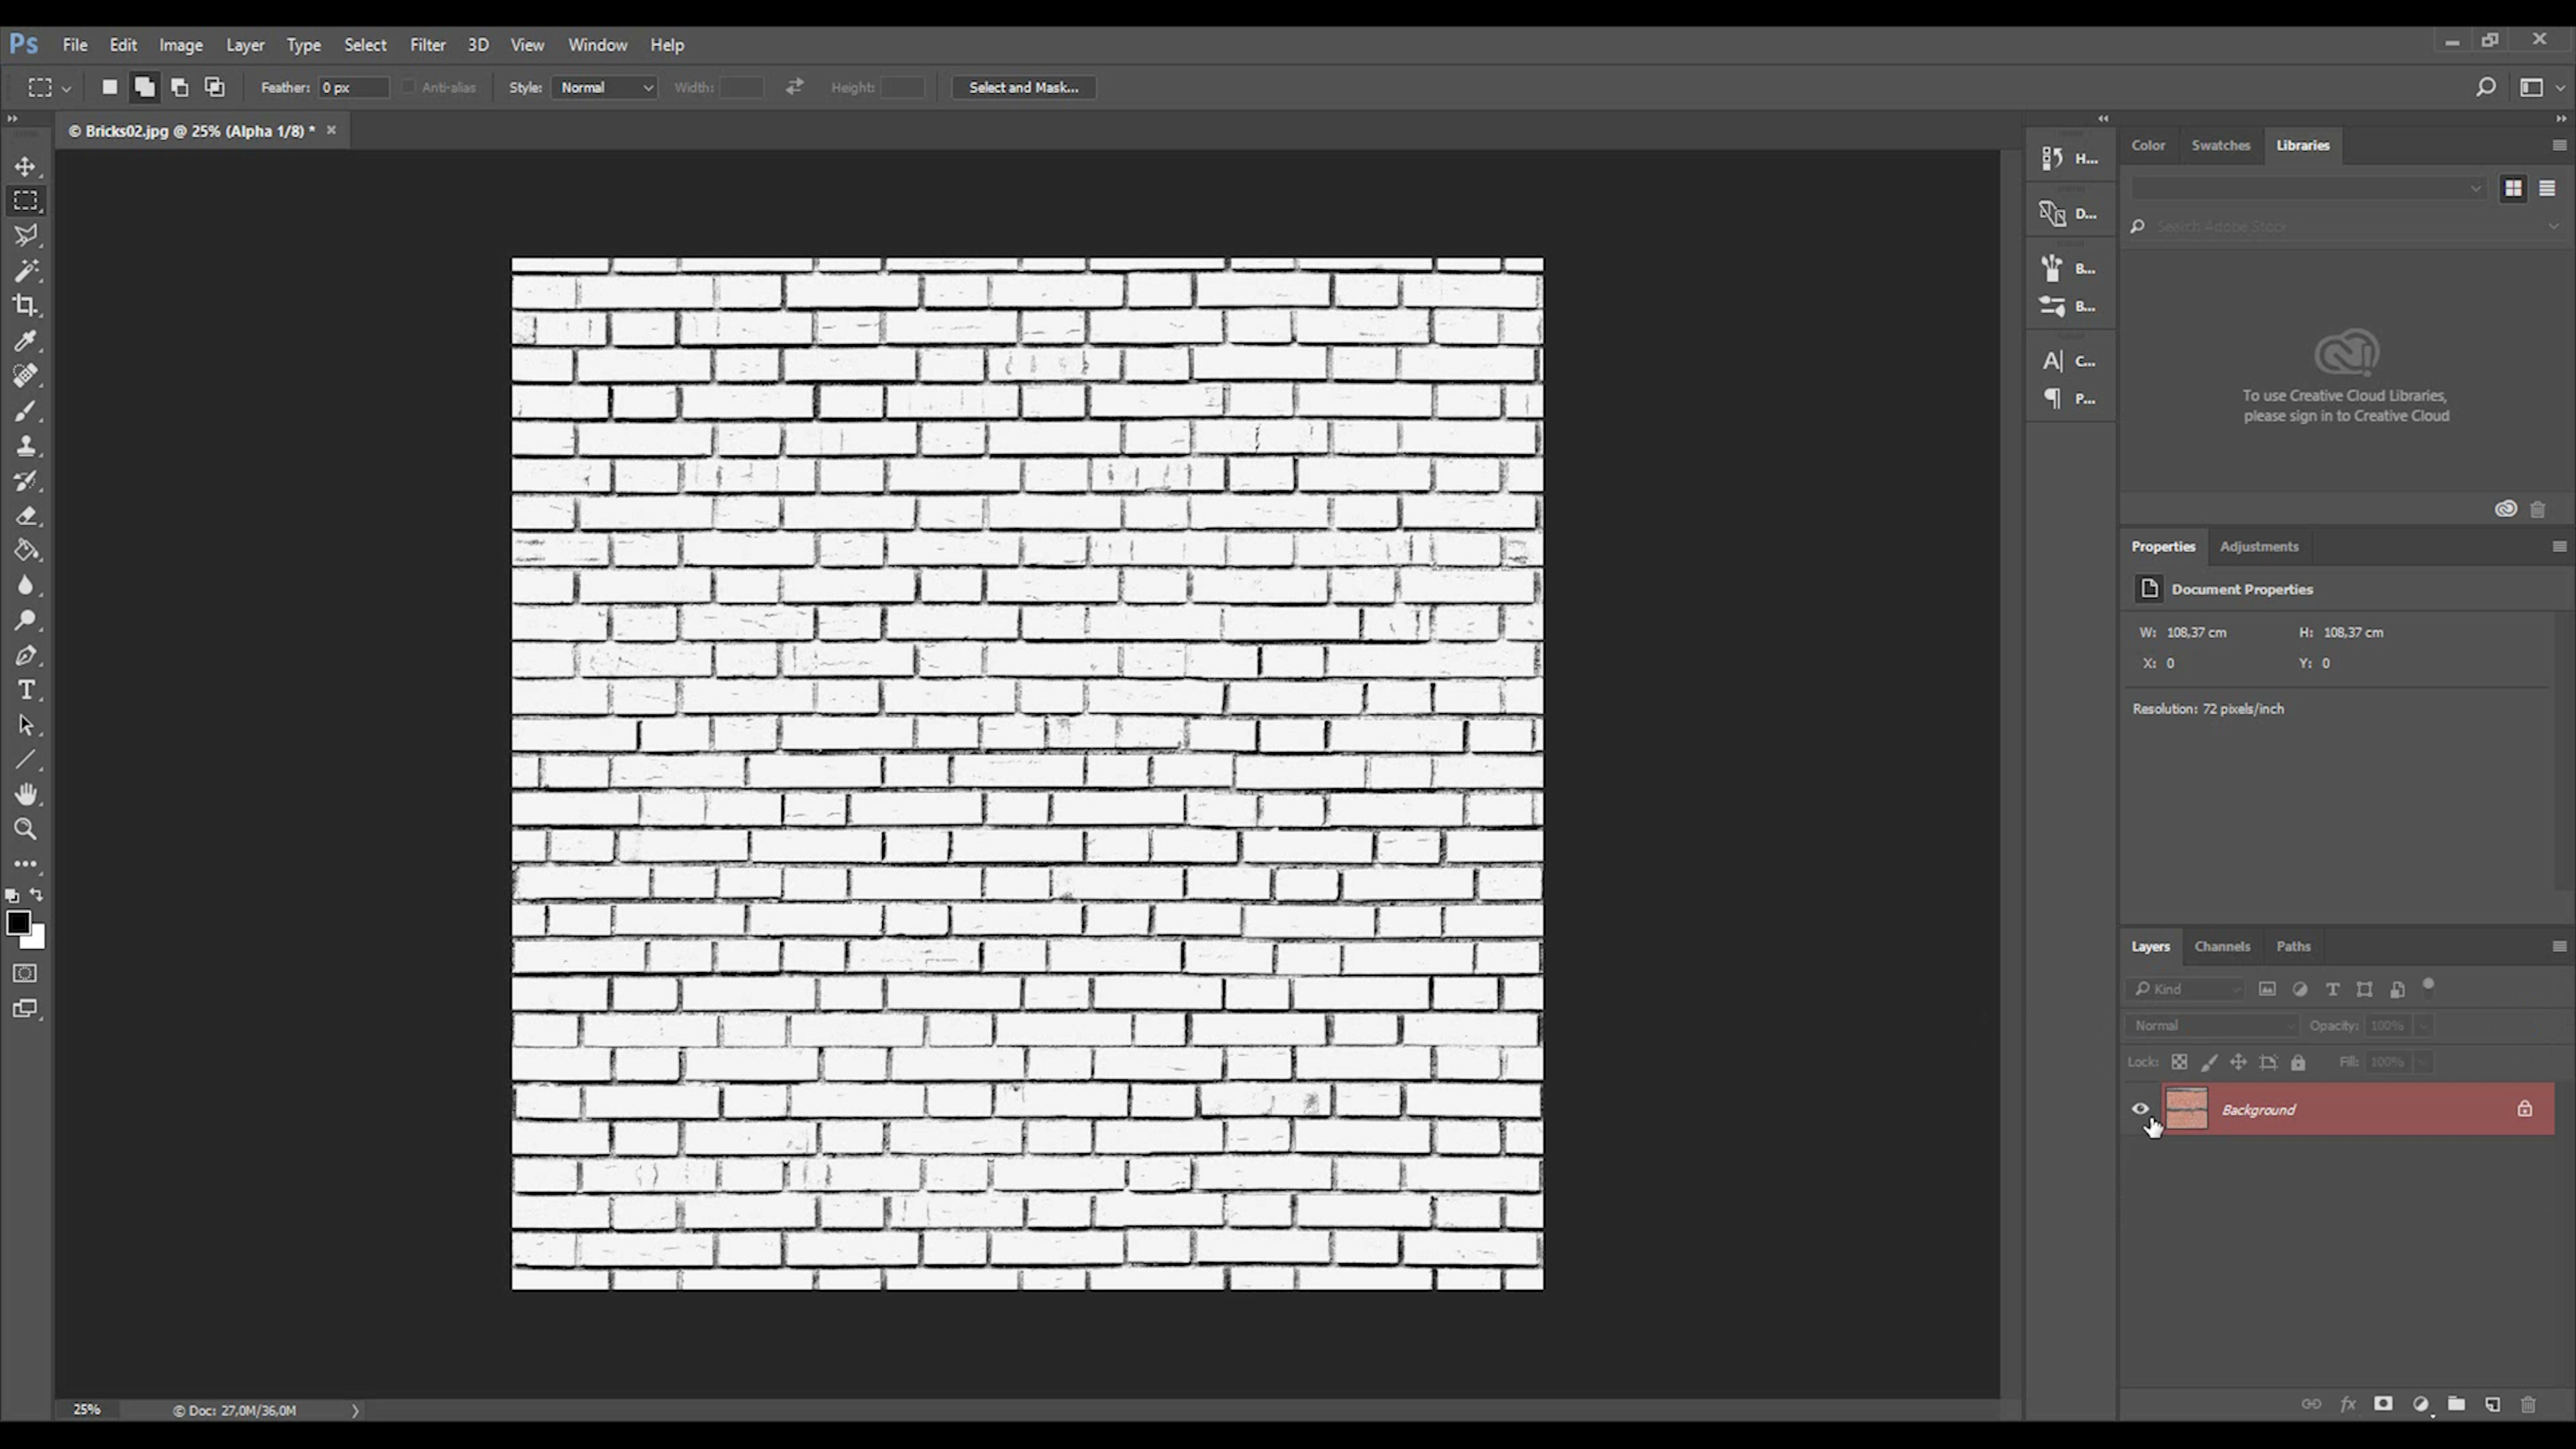 Ps File Edit Image Layer Type Select Filter 3D View Window Help
Feather: 0 px Anti-alias Style: Normal Width: Height: Select and Mask...
© Bricks02.jpg @ 25% (Alpha 1/8) * ×
H...
D...
B...
B...
C...
P...
Color Swatches Libraries
Search Adobe Stock
To use Creative Cloud Libraries,
please sign in to Creative Cloud
Properties Adjustments
Document Properties
W: 108,37 cm H: 108,37 cm
X: 0 Y: 0
Resolution: 72 pixels/inch
Layers Channels Paths
Kind
Normal Opacity: 100%
Lock: Fill: 100%
Background
fx
25% © Doc: 27,0M/36,0M